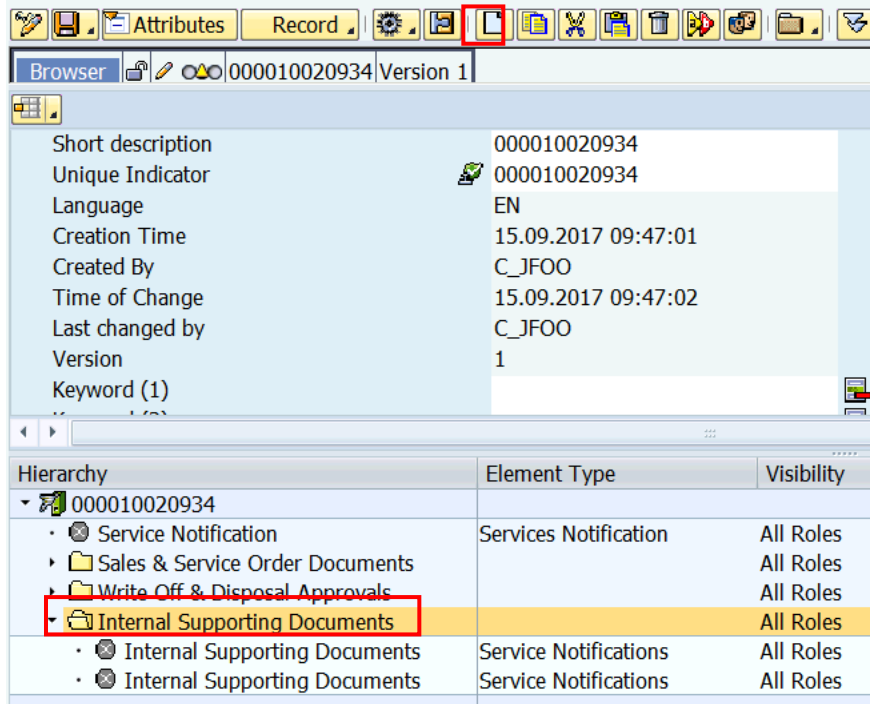 Attributes Record
Browser 000010020934 Version 1
Short description 000010020934
Unique Indicator 000010020934
Language EN
Creation Time 15.09.2017 09:47:01
Created By C_JFOO
Time of Change 15.09.2017 09:47:02
Last changed by C_JFOO
Version 1
Keyword (1)
Hierarchy Element Type Visibility
000010020934
Service Notification Services Notification All Roles
Sales & Service Order Documents All Roles
Write Off & Disposal Approvals All Roles
Internal Supporting Documents All Roles
Internal Supporting Documents Service Notifications All Roles
Internal Supporting Documents Service Notifications All Roles